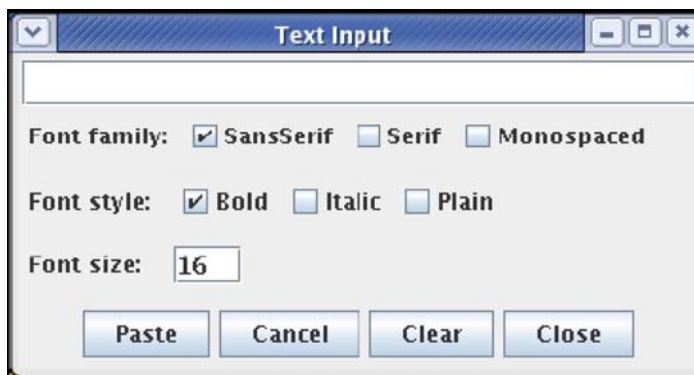 Text Input
Font family: SansSerif Serif Monospaced
Font style: Bold Italic Plain
Font size: 16
Paste Cancel Clear Close